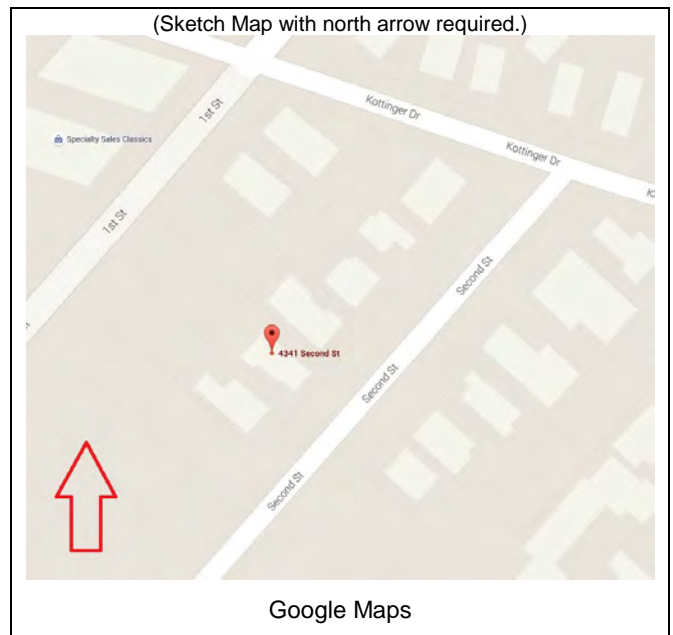 (Sketch Map with north arrow required.)
Kottinger Dr
1st St
Specialty Sales Classics
Kottinger Dr
1st St
Second St
4341 Second St
Second St
Second St
Google Maps